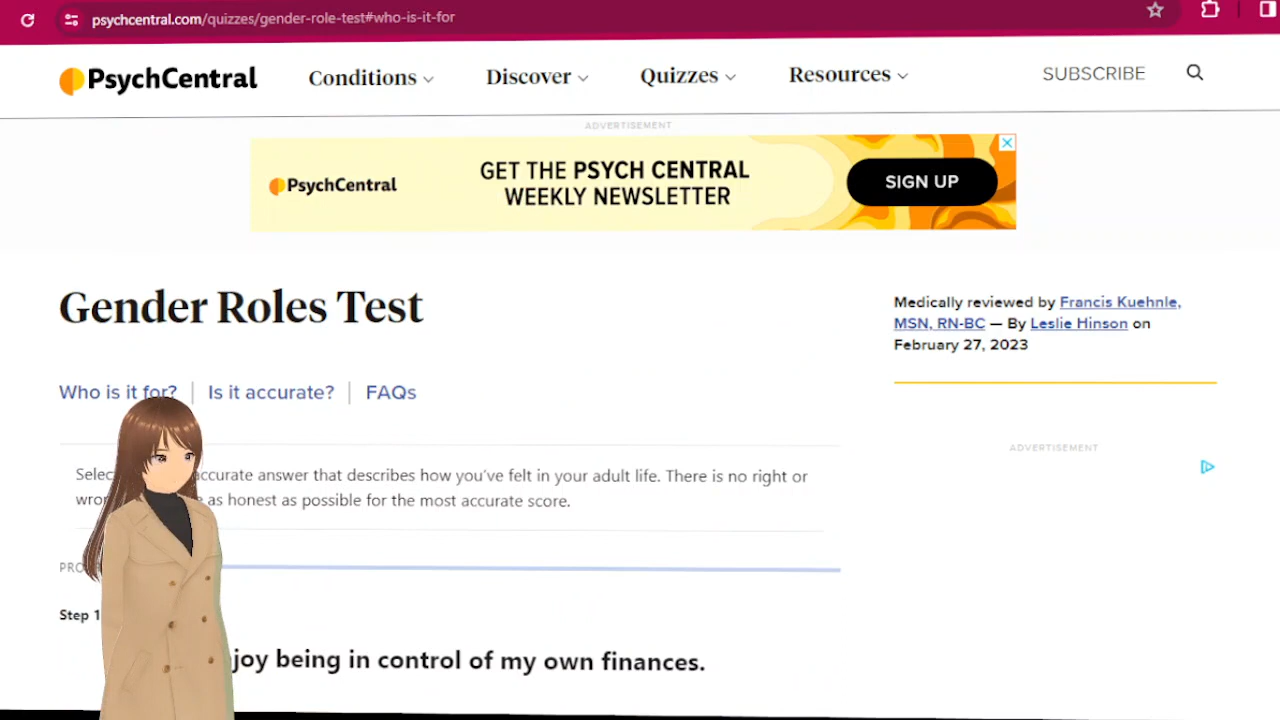 psychcentral.com/quizzes/gender-role-test#who-is-it-for
PsychCentral Conditions Discover Quizzes Resources SUBSCRIBE
ADVERTISEMENT
PsychCentral
GET THE PSYCH CENTRAL
WEEKLY NEWSLETTER
SIGN UP
Gender Roles Test
Medically reviewed by Francis Kuehnle,
MSN, RN-BC — By Leslie Hinson on
February 27, 2023
Who is it for? Is it accurate? FAQs
ADVERTISEMENT
accurate answer that describes how you've felt in your adult life. There is no right or
as honest as possible for the most accurate score.
Step 1
being in control of my own finances.